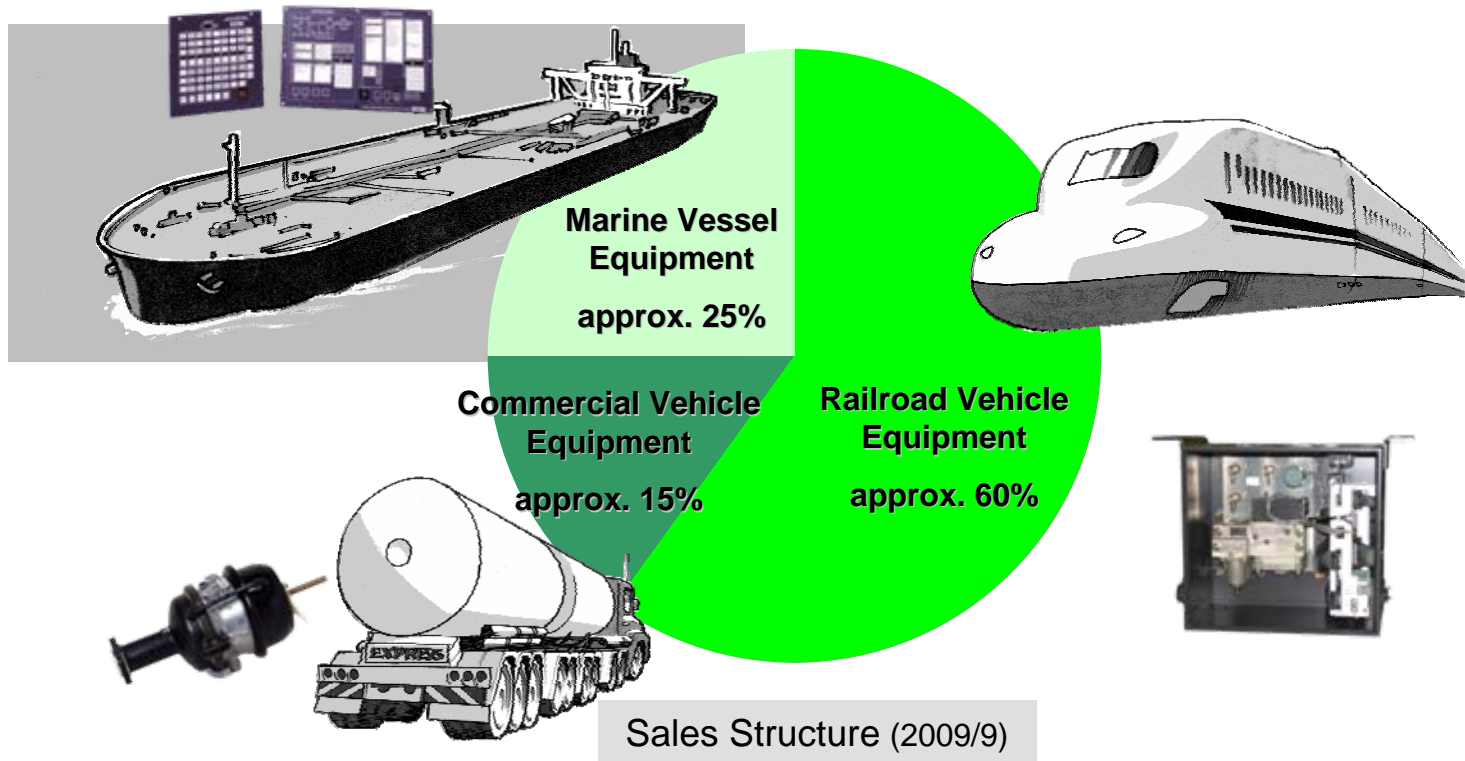 Marine Vessel
Equipment
approx. 25%
Commercial Vehicle
Equipment
approx. 15%
Railroad Vehicle
Equipment
approx. 60%
EXPRESS
Sales Structure (2009/9)